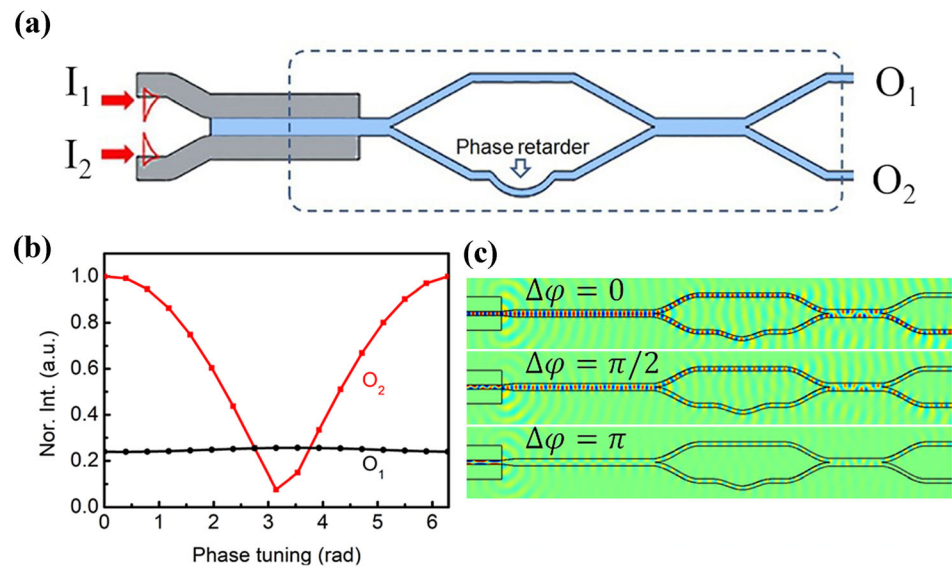 (a)
I₁
I₂
Phase retarder
O₁
O₂
(b)
Nor. Int. (a.u.)
1.0
0.8
0.6
0.4
0.2
0.0
O₂
O₁
0 1 2 3 4 5 6
Phase tuning (rad)
(c)
Δφ = 0
Δφ = π/2
Δφ = π